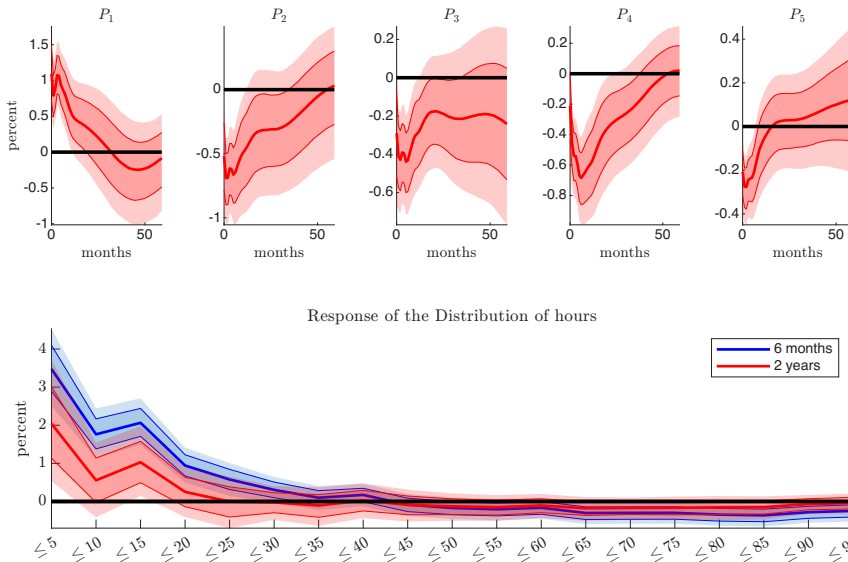 P₁ P₂ P₃ P₄ P₅
percent
1.5
1
0.5
0
-0.5
-1
0 50
months
0
-0.5
-1
0 50
months
0.2
0
-0.2
-0.4
-0.6
0 50
months
0.2
0
-0.2
-0.4
-0.6
-0.8
0 50
months
0.4
0.2
0
-0.2
-0.4
0 50
months
Response of the Distribution of hours
6 months
2 years
percent
4
3
2
1
0
≤ 5 ≤ 10 ≤ 15 ≤ 20 ≤ 25 ≤ 30 ≤ 35 ≤ 40 ≤ 45 ≤ 50 ≤ 55 ≤ 60 ≤ 65 ≤ 70 ≤ 75 ≤ 80 ≤ 85 ≤ 90